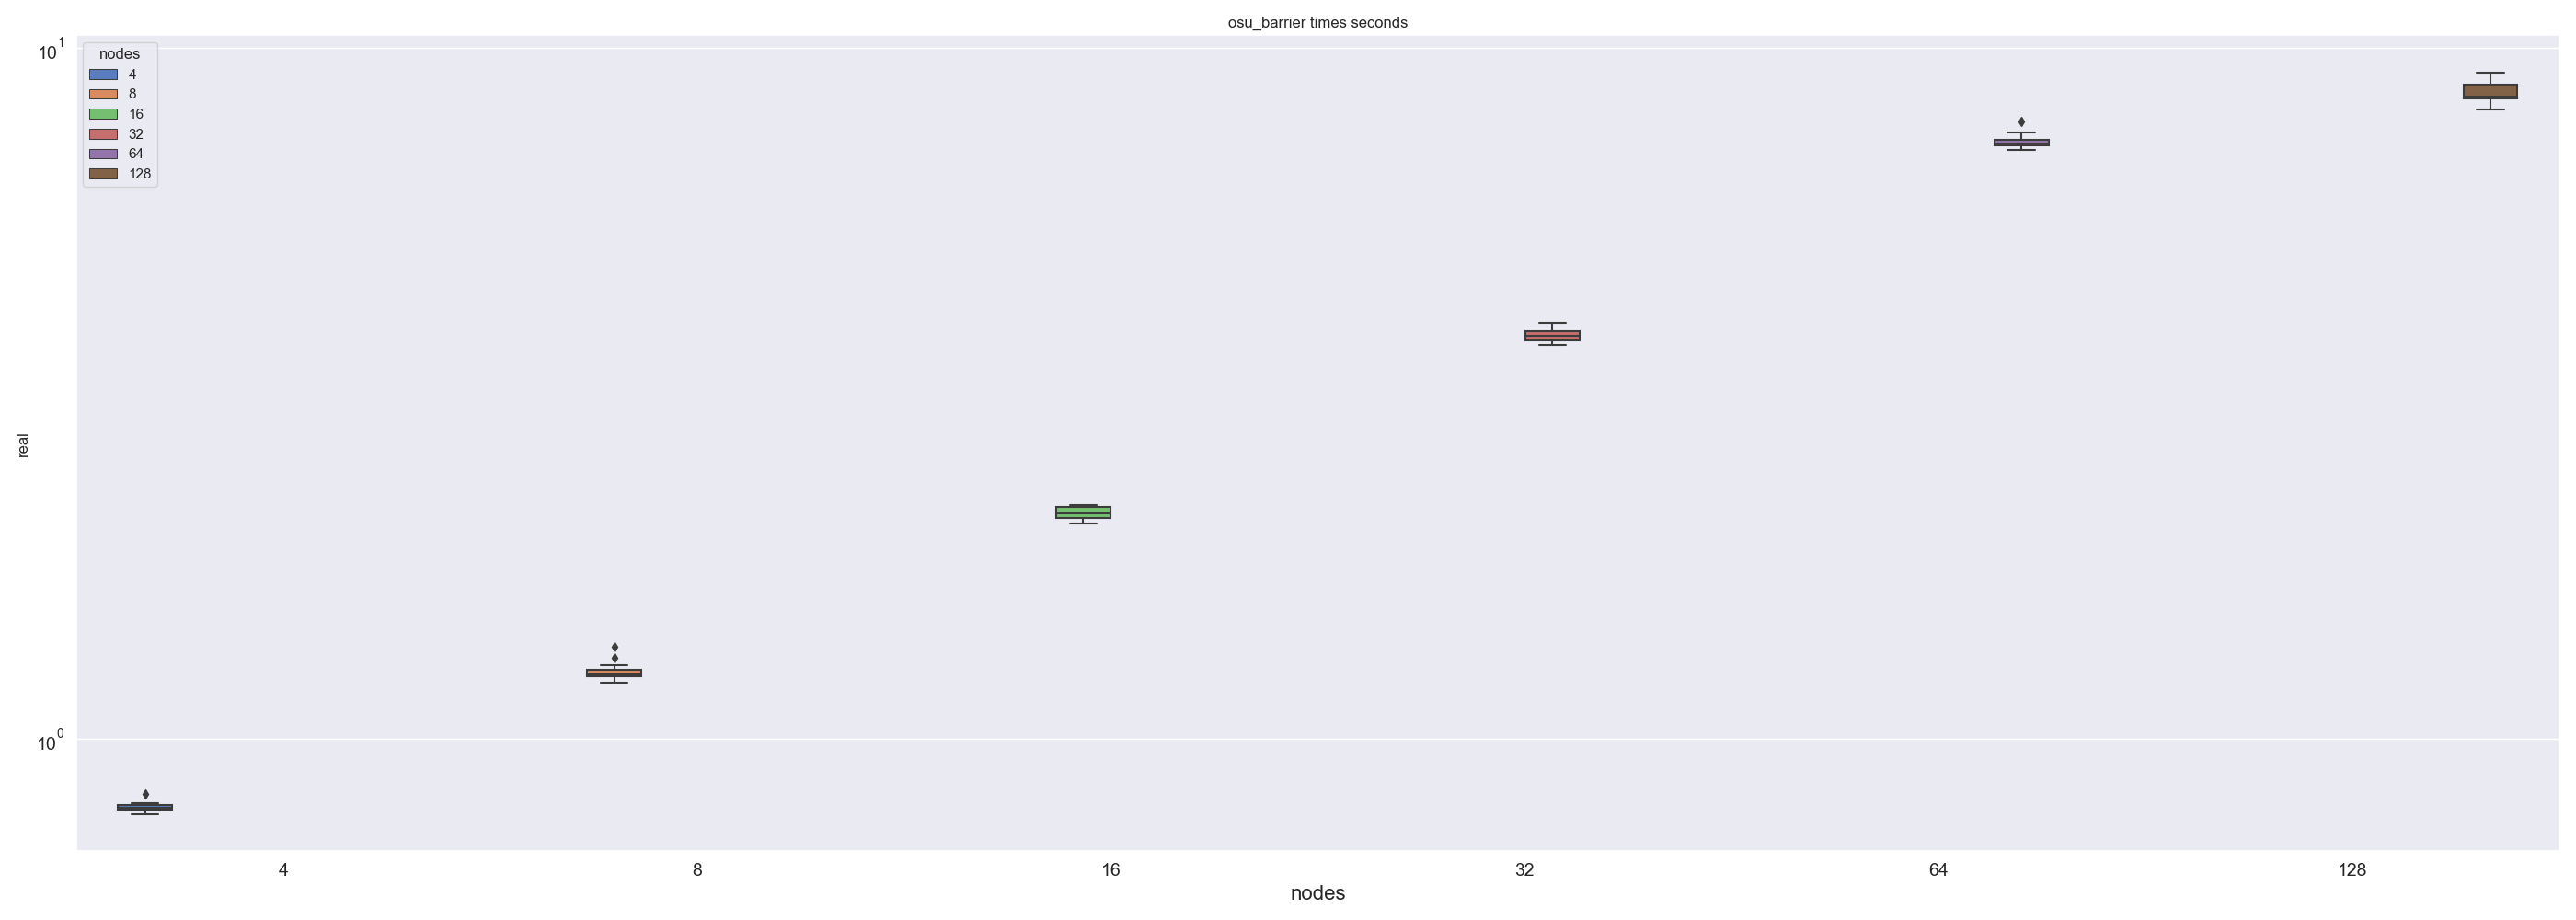 osu_barrier times seconds
10^1
nodes
4
8
16
32
64
128
real
10^0
4 8 16 32 64 128
nodes